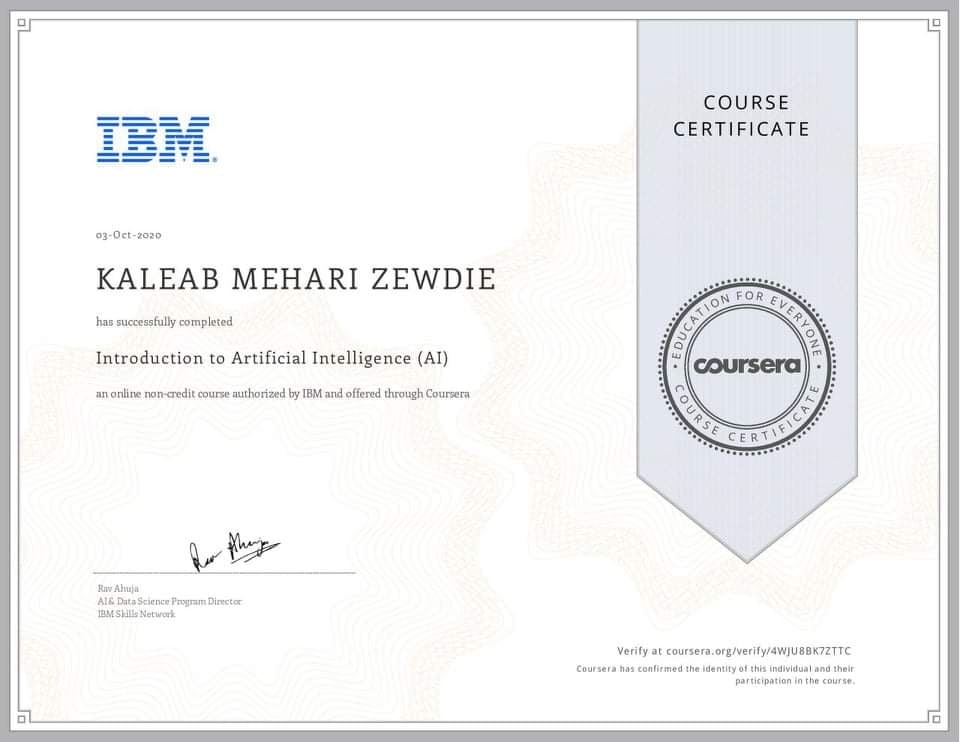 COURSE
CERTIFICATE
IBM®
03-Oct-2020
KALEAB MEHARI ZEWDIE
has successfully completed
Introduction to Artificial Intelligence (AI)
an online non-credit course authorized by IBM and offered through Coursera
EDUCATION FOR EVERYONE
coursera
COURSE CERTIFICATE
Rav Ahuja
Rav Ahuja
AI & Data Science Program Director
IBM Skills Network
Verify at coursera.org/verify/4WJU8BK7ZTTC
Coursera has confirmed the identity of this individual and their
participation in the course.